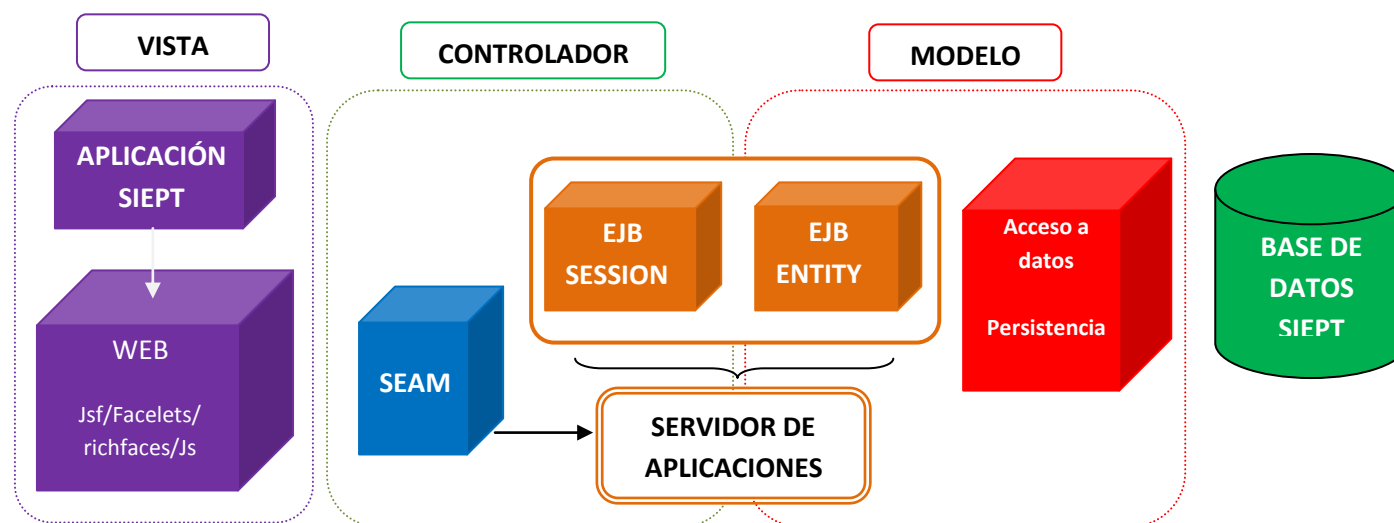 VISTA
CONTROLADOR
MODELO
APLICACIÓN
SIEPT
WEB
Jsf/Facelets/
richfaces/Js
SEAM
EJB
SESSION
EJB
ENTITY
SERVIDOR DE
APLICACIONES
Acceso a
datos
Persistencia
BASE DE
DATOS
SIEPT